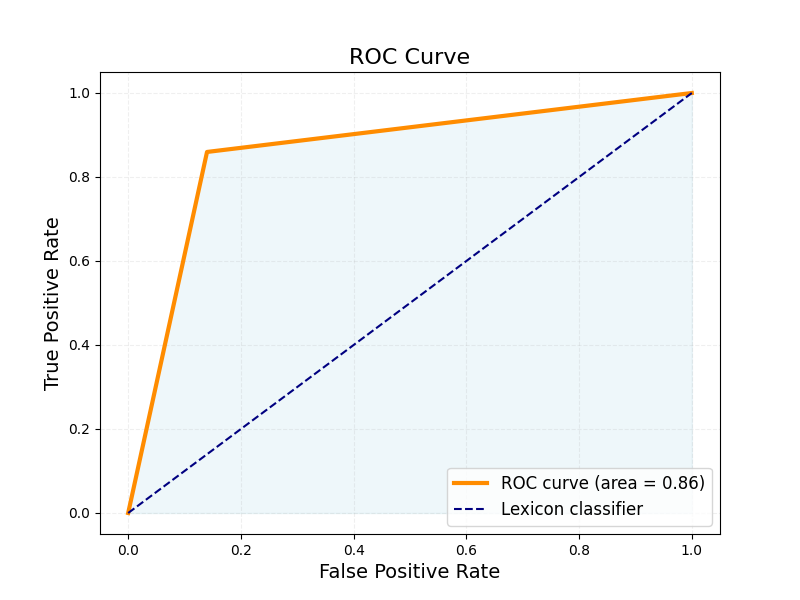 ROC Curve
True Positive Rate
1.0
0.8
0.6
0.4
0.2
0.0
ROC curve (area = 0.86)
Lexicon classifier
0.0 0.2 0.4 0.6 0.8 1.0
False Positive Rate